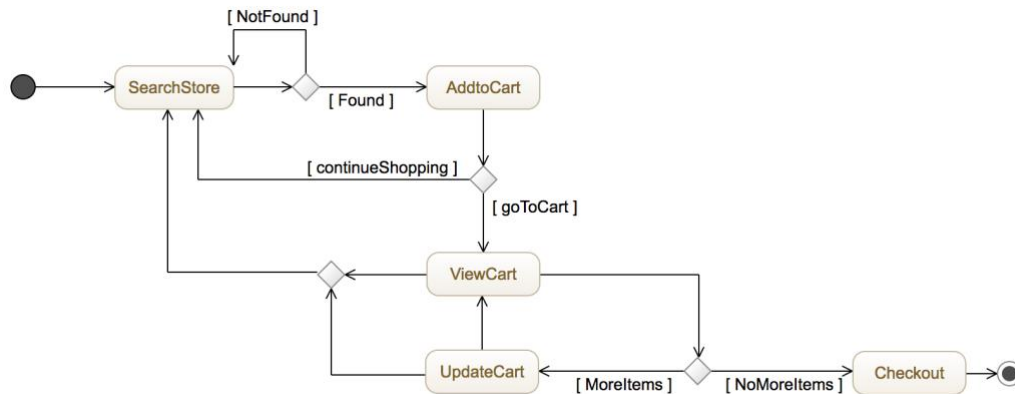 [ NotFound ]
SearchStore
[ Found ]
AddtoCart
[ continueShopping ]
[ goToCart ]
ViewCart
UpdateCart
[ MoreItems ]
[ NoMoreItems ]
Checkout